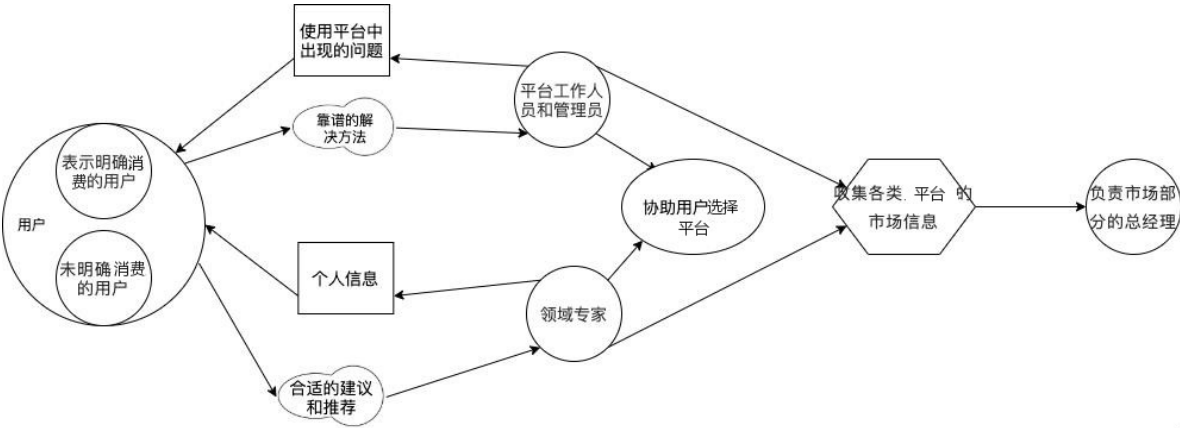 使用平台中
出现的问题
靠谱的解
决方法
平台工作人
员和管理员
表示明确消
费的用户
用户
未明确消费
的用户
协助用户选择
平台
收集各类.平台 的
市场信息
负责市场部
分的总经理
个人信息
领域专家
合适的建议
和推荐